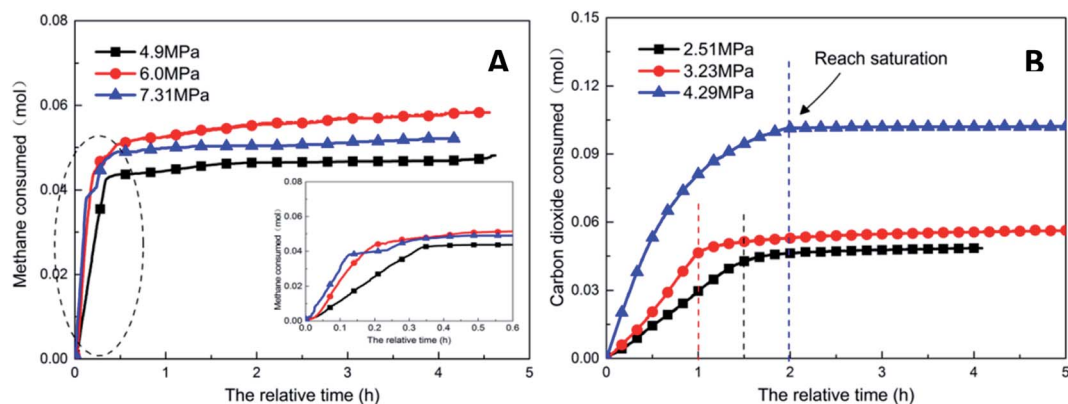 A
4.9MPa
6.0MPa
7.31MPa
Methane consumed (mol)
0.08
0.06
0.04
0.02
0.00
0 1 2 3 4 5
The relative time (h)
Methane consumed (mol)
0.08
0.06
0.04
0.02
0.00
0.0 0.1 0.2 0.3 0.4 0.5 0.6
The relative time (h)
B
2.51MPa
3.23MPa
4.29MPa
Reach saturation
Carbon dioxide consumed (mol)
0.15
0.12
0.09
0.06
0.03
0.00
0 1 2 3 4 5
The relative time (h)